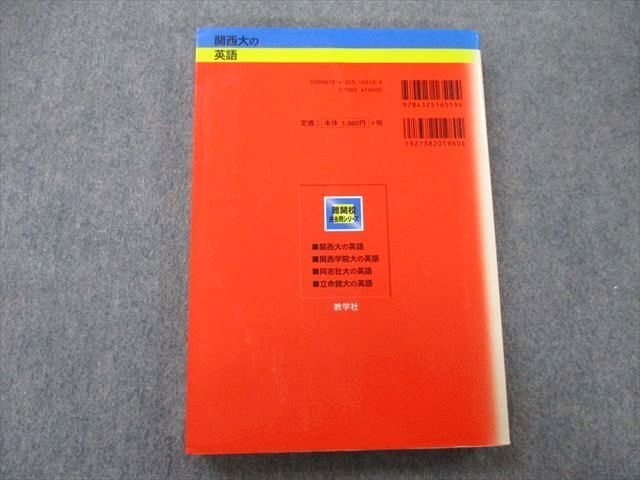 関西大の
英語
ISBN978-4-325-16519-4
C7382 ¥1980E
定価：本体 1,980円 ＋税
9784325165194
1927382019804
難関校
過去問シリーズ
■関西大の英語
■関西学院大の英語
■同志社大の英語
■立命館大の英語
教学社